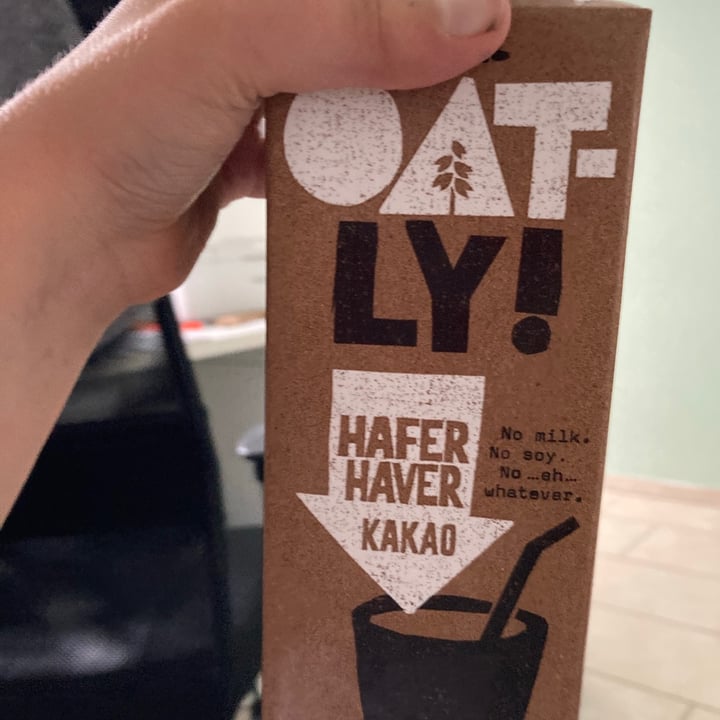 OAT-
LY!
HAFER
HAVER
KAKAO
No milk.
No soy.
No ...eh...
whatever.